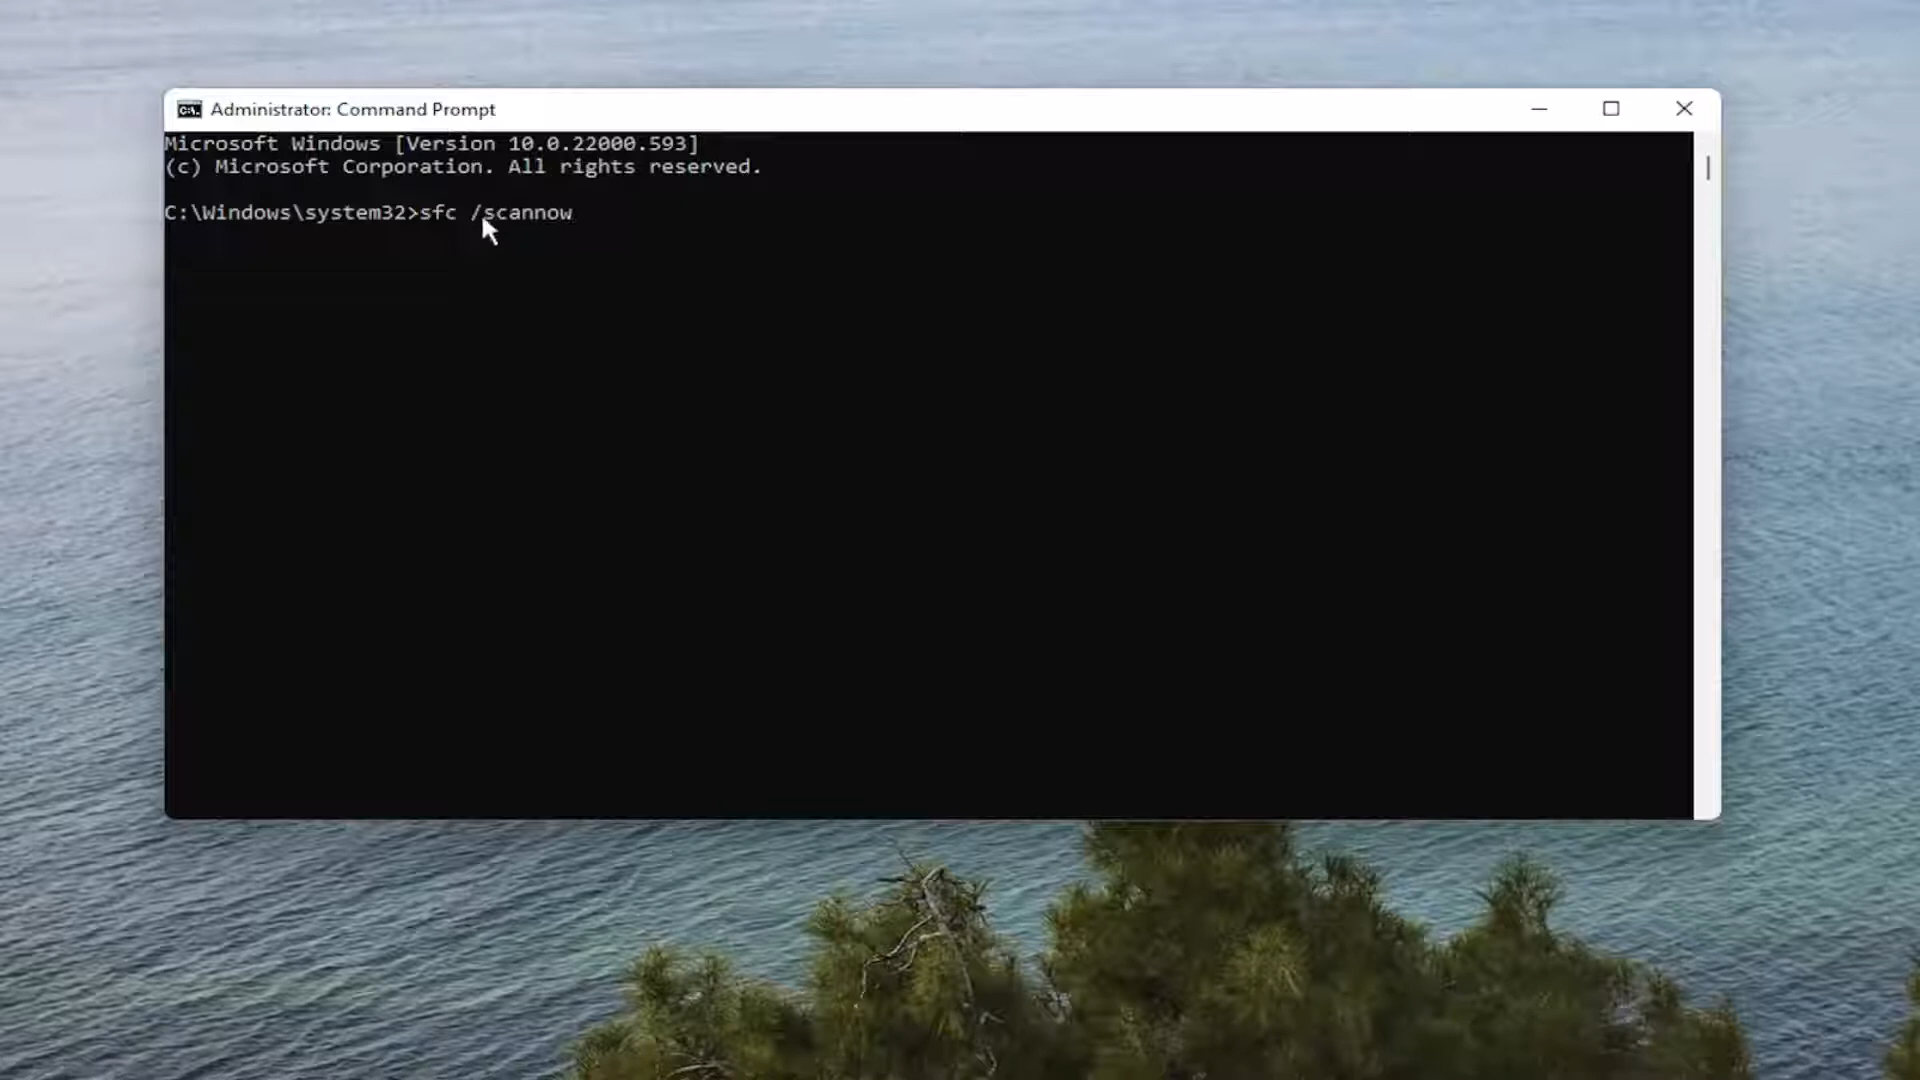 Administrator: Command Prompt
Microsoft Windows [Version 10.0.22000.593]
(c) Microsoft Corporation. All rights reserved.
C:\Windows\system32>sfc /scannow